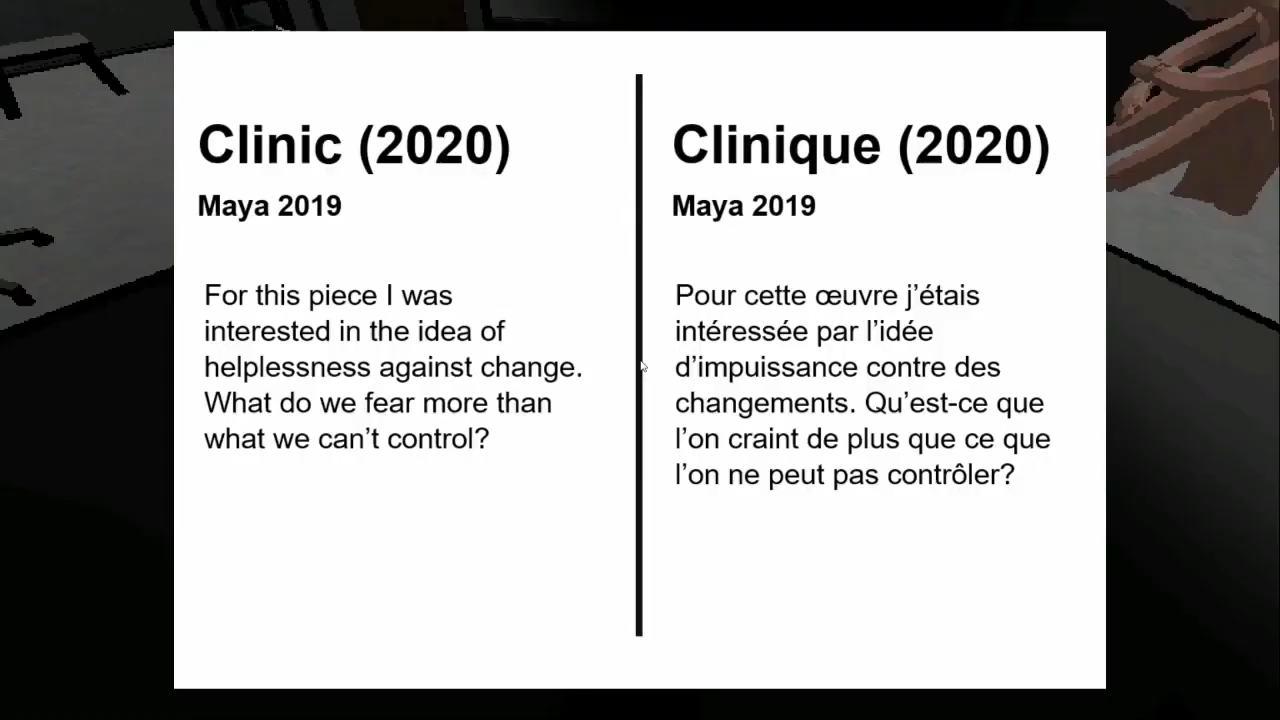 Clinic (2020)
Maya 2019
For this piece I was
interested in the idea of
helplessness against change.
What do we fear more than
what we can’t control?
Clinique (2020)
Maya 2019
Pour cette œuvre j’étais
intéressée par l’idée
d’impuissance contre des
changements. Qu’est-ce que
l’on craint de plus que ce que
l’on ne peut pas contrôler?